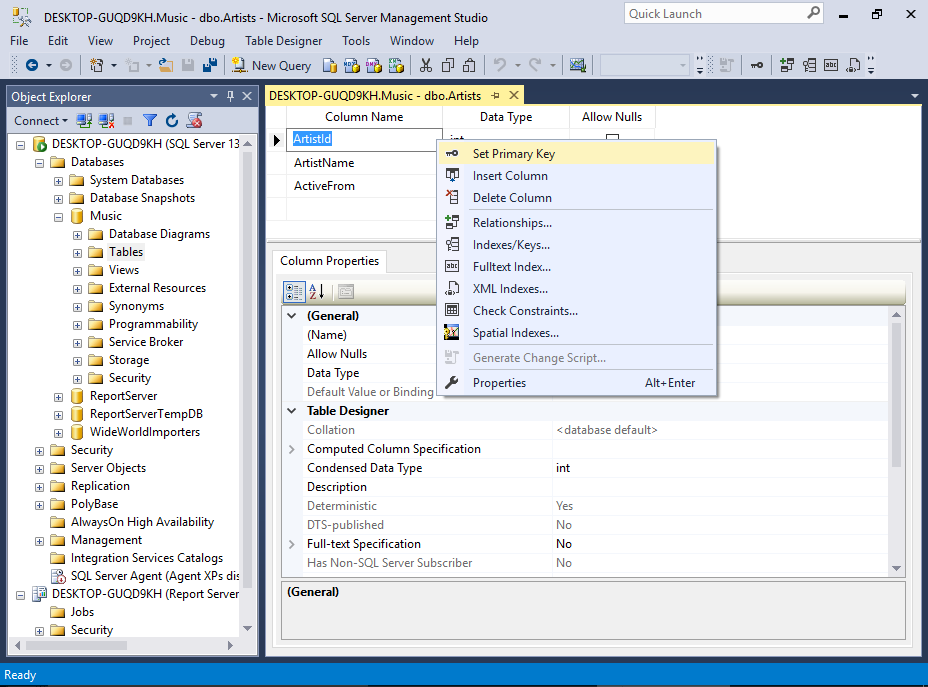 DESKTOP-GUQD9KH.Music - dbo.Artists - Microsoft SQL Server Management Studio
Quick Launch
File Edit View Project Debug Table Designer Tools Window Help
New Query
Object Explorer
Connect
DESKTOP-GUQD9KH (SQL Server 13
Databases
System Databases
Database Snapshots
Music
Database Diagrams
Tables
Views
External Resources
Synonyms
Programmability
Service Broker
Storage
Security
ReportServer
ReportServerTempDB
WideWorldImporters
Security
Server Objects
Replication
PolyBase
AlwaysOn High Availability
Management
Integration Services Catalogs
SQL Server Agent (Agent XPs dis
DESKTOP-GUQD9KH (Report Server
Jobs
Security
DESKTOP-GUQD9KH.Music - dbo.Artists
Column Name Data Type Allow Nulls
ArtistId int
ArtistName
ActiveFrom
Set Primary Key
Insert Column
Delete Column
Relationships...
Indexes/Keys...
Fulltext Index...
XML Indexes...
Check Constraints...
Spatial Indexes...
Generate Change Script...
Properties Alt+Enter
Column Properties
(General)
(Name)
Allow Nulls
Data Type
Default Value or Binding
Table Designer
Collation <database default>
Computed Column Specification
Condensed Data Type int
Description
Deterministic Yes
DTS-published No
Full-text Specification No
Has Non-SQL Server Subscriber No
(General)
Ready